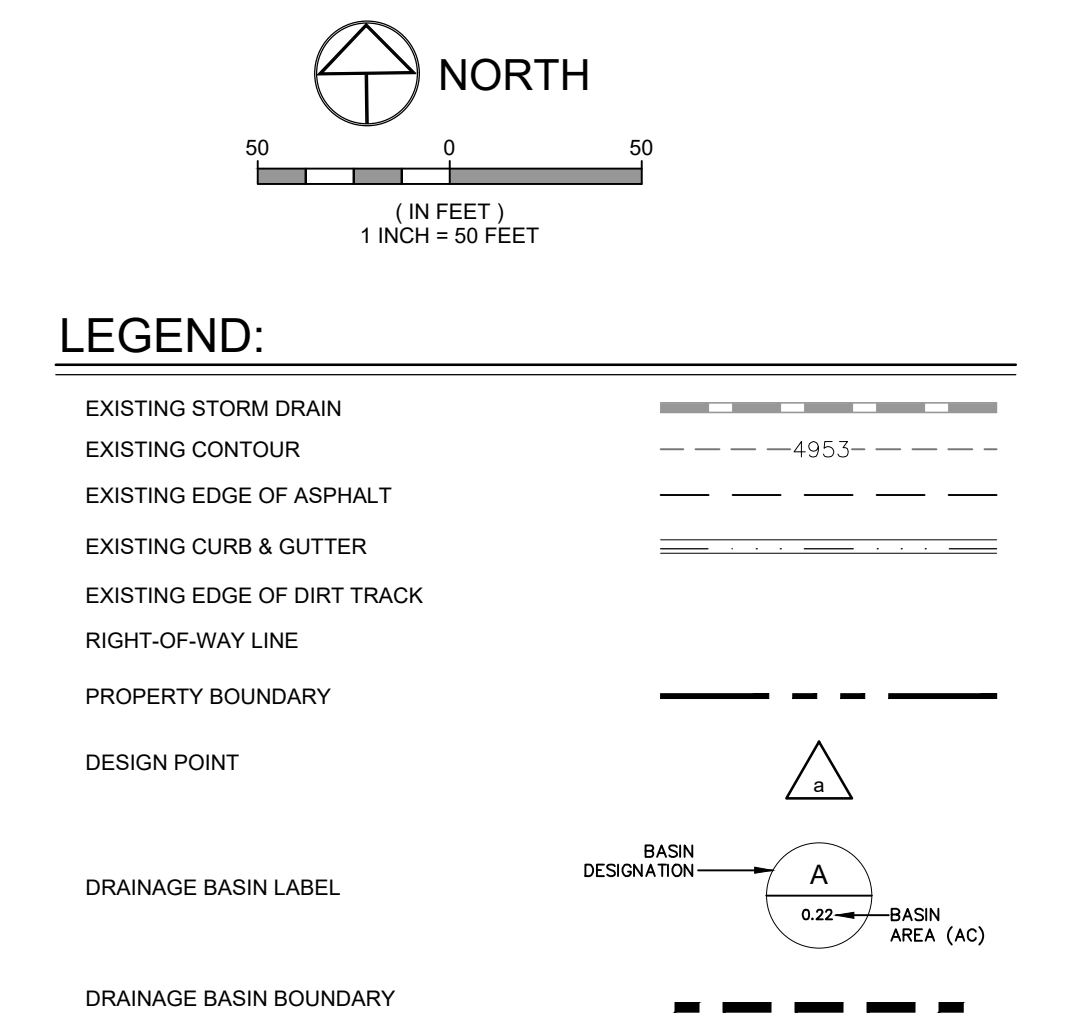 NORTH
50 0 50
( IN FEET )
1 INCH = 50 FEET
LEGEND:
EXISTING STORM DRAIN
EXISTING CONTOUR 4953
EXISTING EDGE OF ASPHALT
EXISTING CURB & GUTTER
EXISTING EDGE OF DIRT TRACK
RIGHT-OF-WAY LINE
PROPERTY BOUNDARY
DESIGN POINT
a
BASIN
DESIGNATION
A
DRAINAGE BASIN LABEL
0.22
BASIN
AREA (AC)
DRAINAGE BASIN BOUNDARY